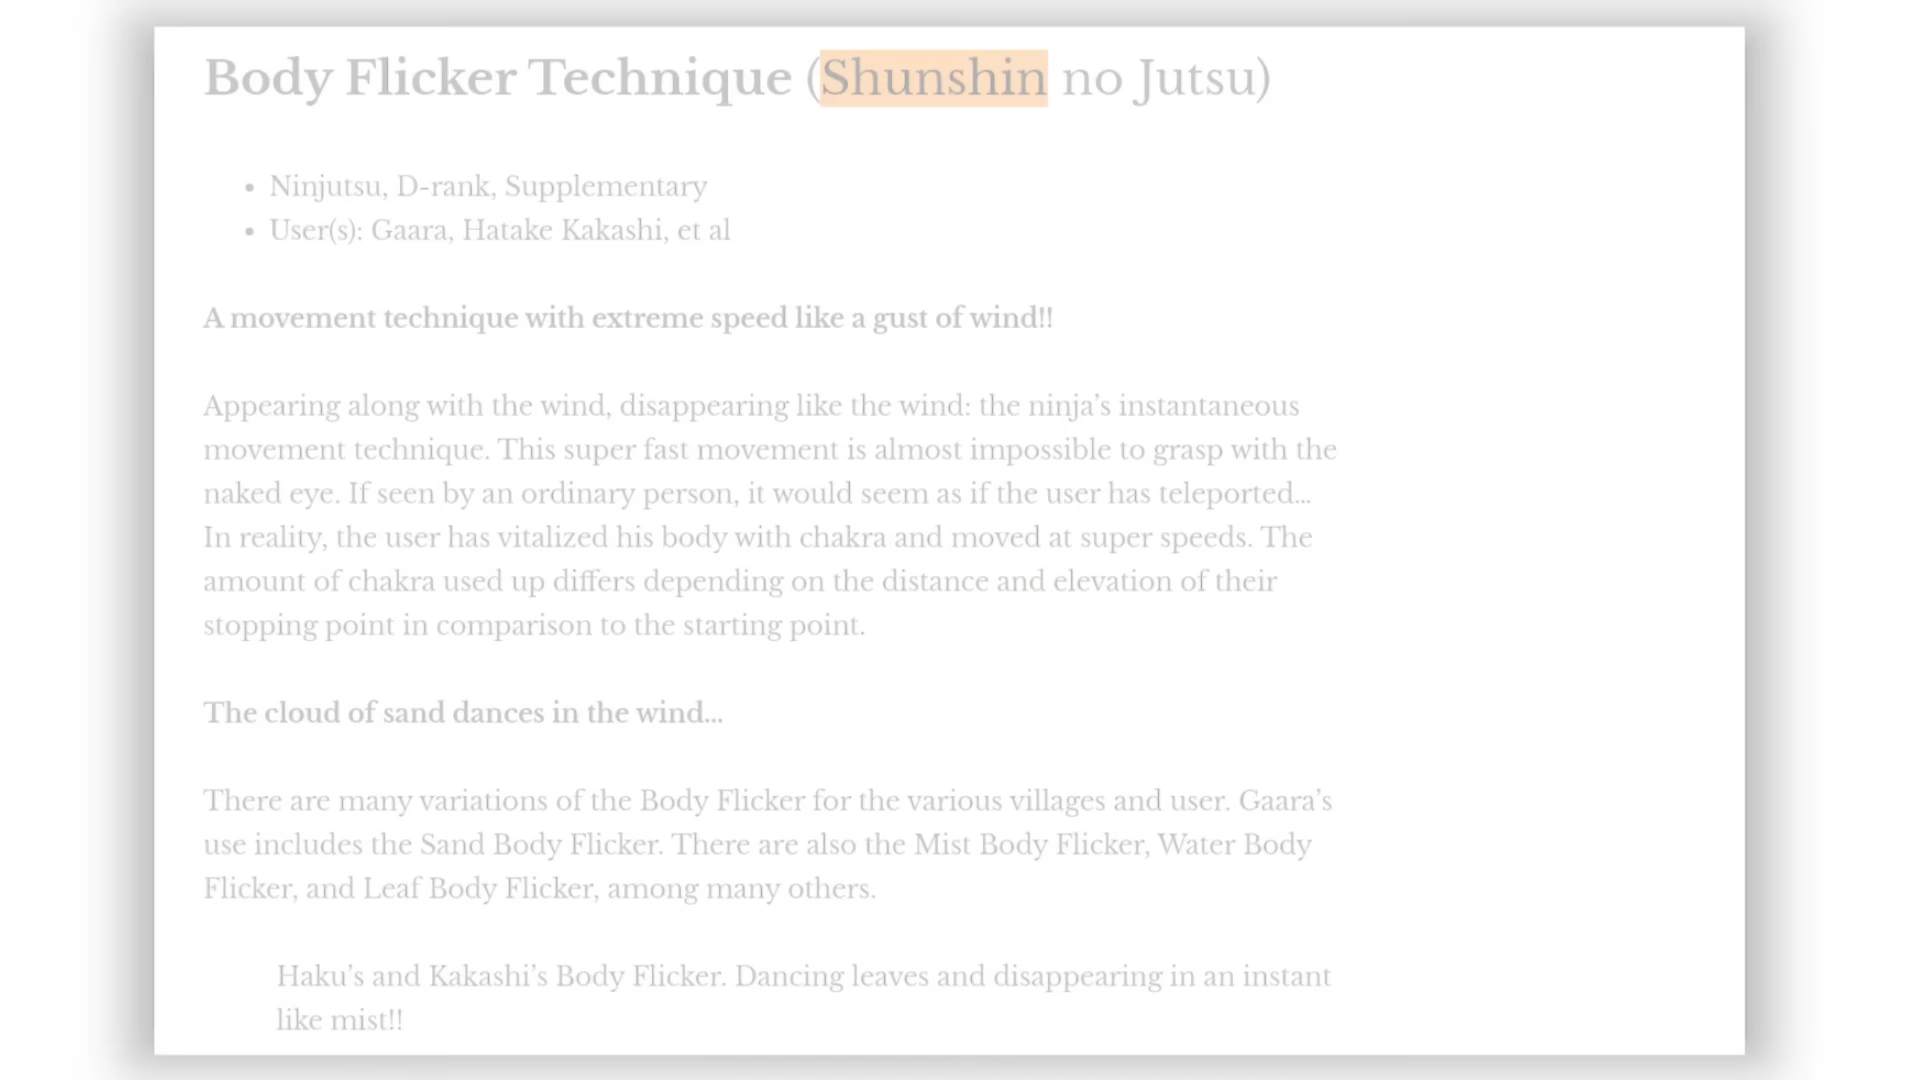 Body Flicker Technique (Shunshin no Jutsu)
• Ninjutsu, D-rank, Supplementary
• User(s): Gaara, Hatake Kakashi, et al
A movement technique with extreme speed like a gust of wind!!
Appearing along with the wind, disappearing like the wind: the ninja’s instantaneous
movement technique. This super fast movement is almost impossible to grasp with the
naked eye. If seen by an ordinary person, it would seem as if the user has teleported…
In reality, the user has vitalized his body with chakra and moved at super speeds. The
amount of chakra used up differs depending on the distance and elevation of their
stopping point in comparison to the starting point.
The cloud of sand dances in the wind…
There are many variations of the Body Flicker for the various villages and user. Gaara’s
use includes the Sand Body Flicker. There are also the Mist Body Flicker, Water Body
Flicker, and Leaf Body Flicker, among many others.
Haku’s and Kakashi’s Body Flicker. Dancing leaves and disappearing in an instant
like mist!!